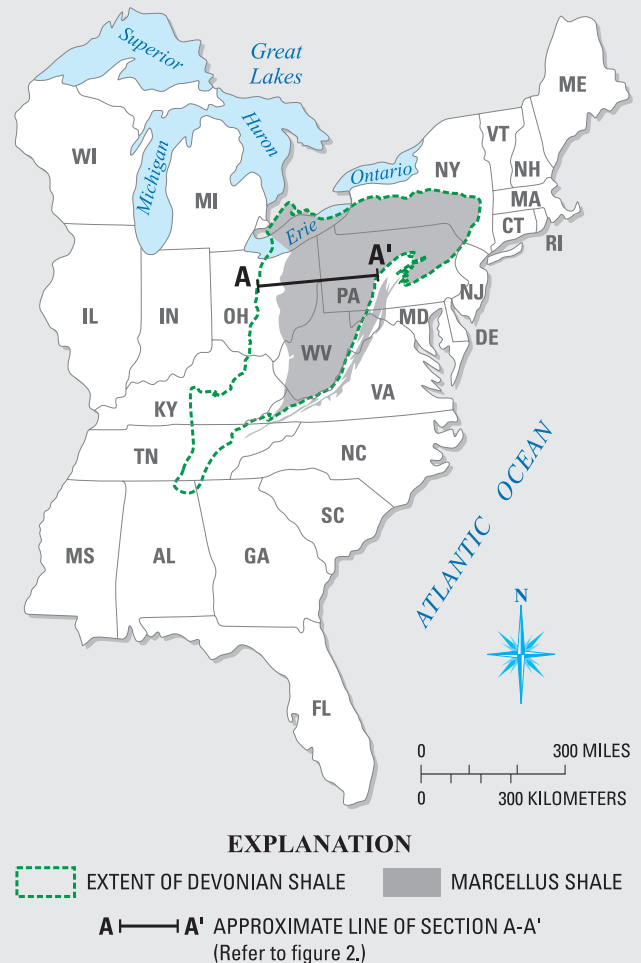 Superior
Great
Lakes
Huron
Michigan
Ontario
Erie
ME
VT
NH
NY
MA
CT
RI
WI
MI
A
A'
PA
NJ
OH
MD
DE
IL
IN
WV
VA
KY
TN
NC
SC
MS
AL
GA
FL
ATLANTIC OCEAN
N
0 300 MILES
0 300 KILOMETERS
EXPLANATION
EXTENT OF DEVONIAN SHALE
MARCELLUS SHALE
A A' APPROXIMATE LINE OF SECTION A-A'
(Refer to figure 2.)